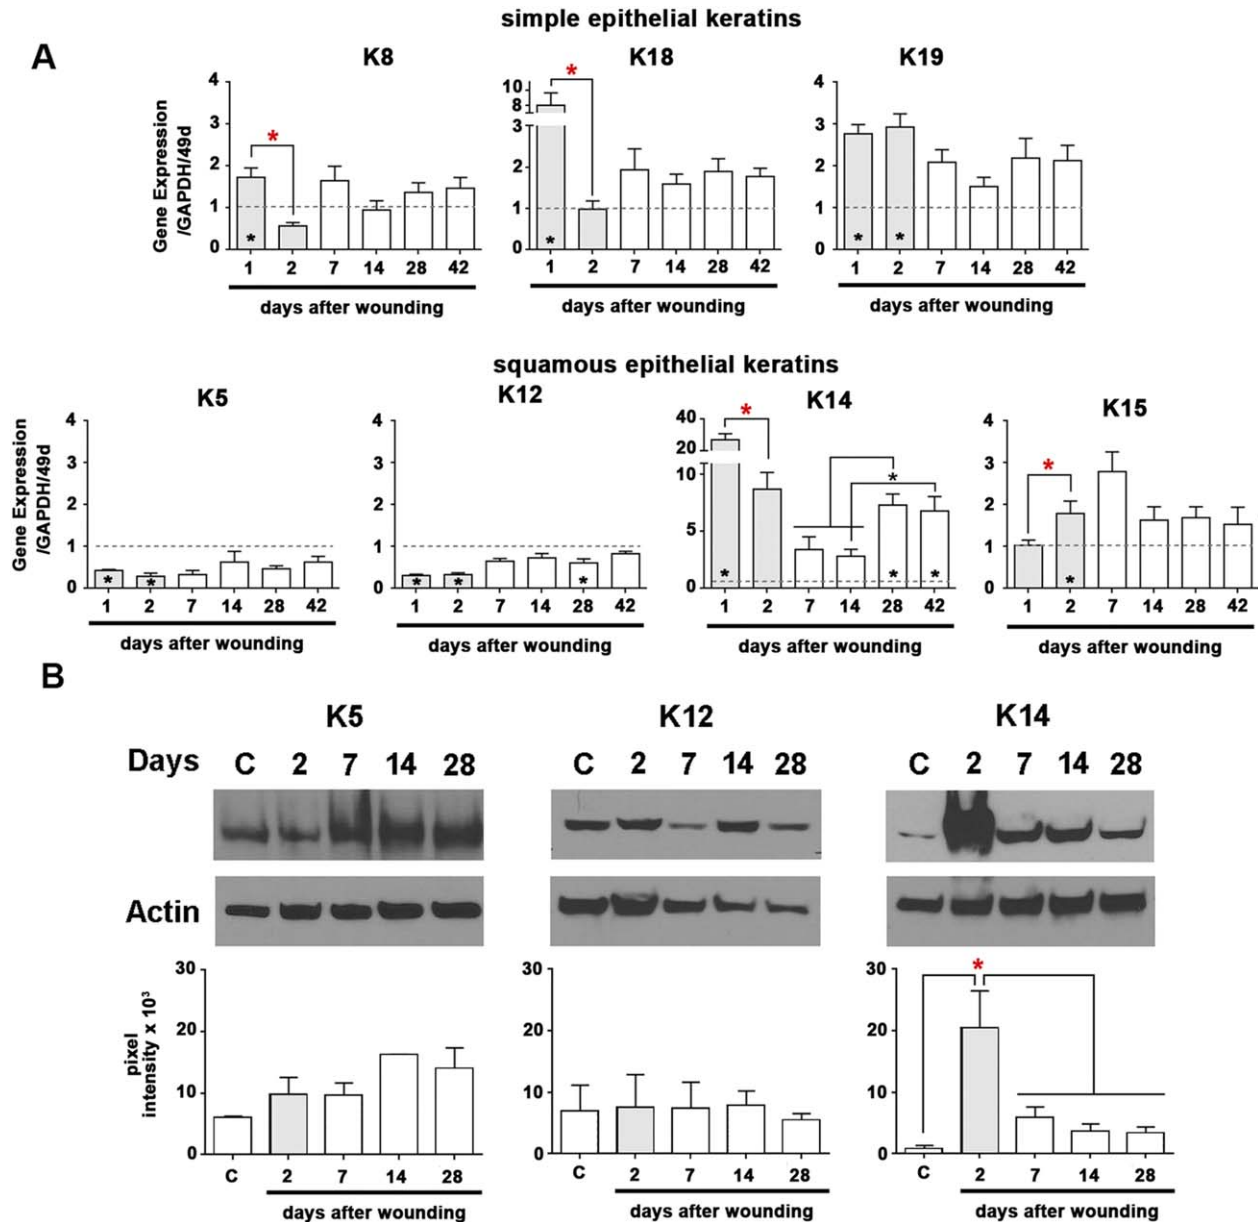 simple epithelial keratins
A
K8 K18 K19
Gene Expression
/GAPDH/49d
4
3
2
1
0
*
*
1 2 7 14 28 42
days after wounding
10
8
3
2
1
0
*
*
1 2 7 14 28 42
days after wounding
4
3
2
1
0
* *
1 2 7 14 28 42
days after wounding
squamous epithelial keratins
K5 K12 K14 K15
Gene Expression
/GAPDH/49d
4
3
2
1
0
* *
1 2 7 14 28 42
days after wounding
4
3
2
1
0
* * *
1 2 7 14 28 42
days after wounding
40
20
10
5
0
*
*
* * *
1 2 7 14 28 42
days after wounding
4
3
2
1
0
*
*
1 2 7 14 28 42
days after wounding
B
K5 K12 K14
Days C 2 7 14 28 C 2 7 14 28 C 2 7 14 28
Actin
pixel
intensity x 10³
30
20
10
0
C 2 7 14 28
days after wounding
30
20
10
0
C 2 7 14 28
days after wounding
30
20
10
0
*
C 2 7 14 28
days after wounding